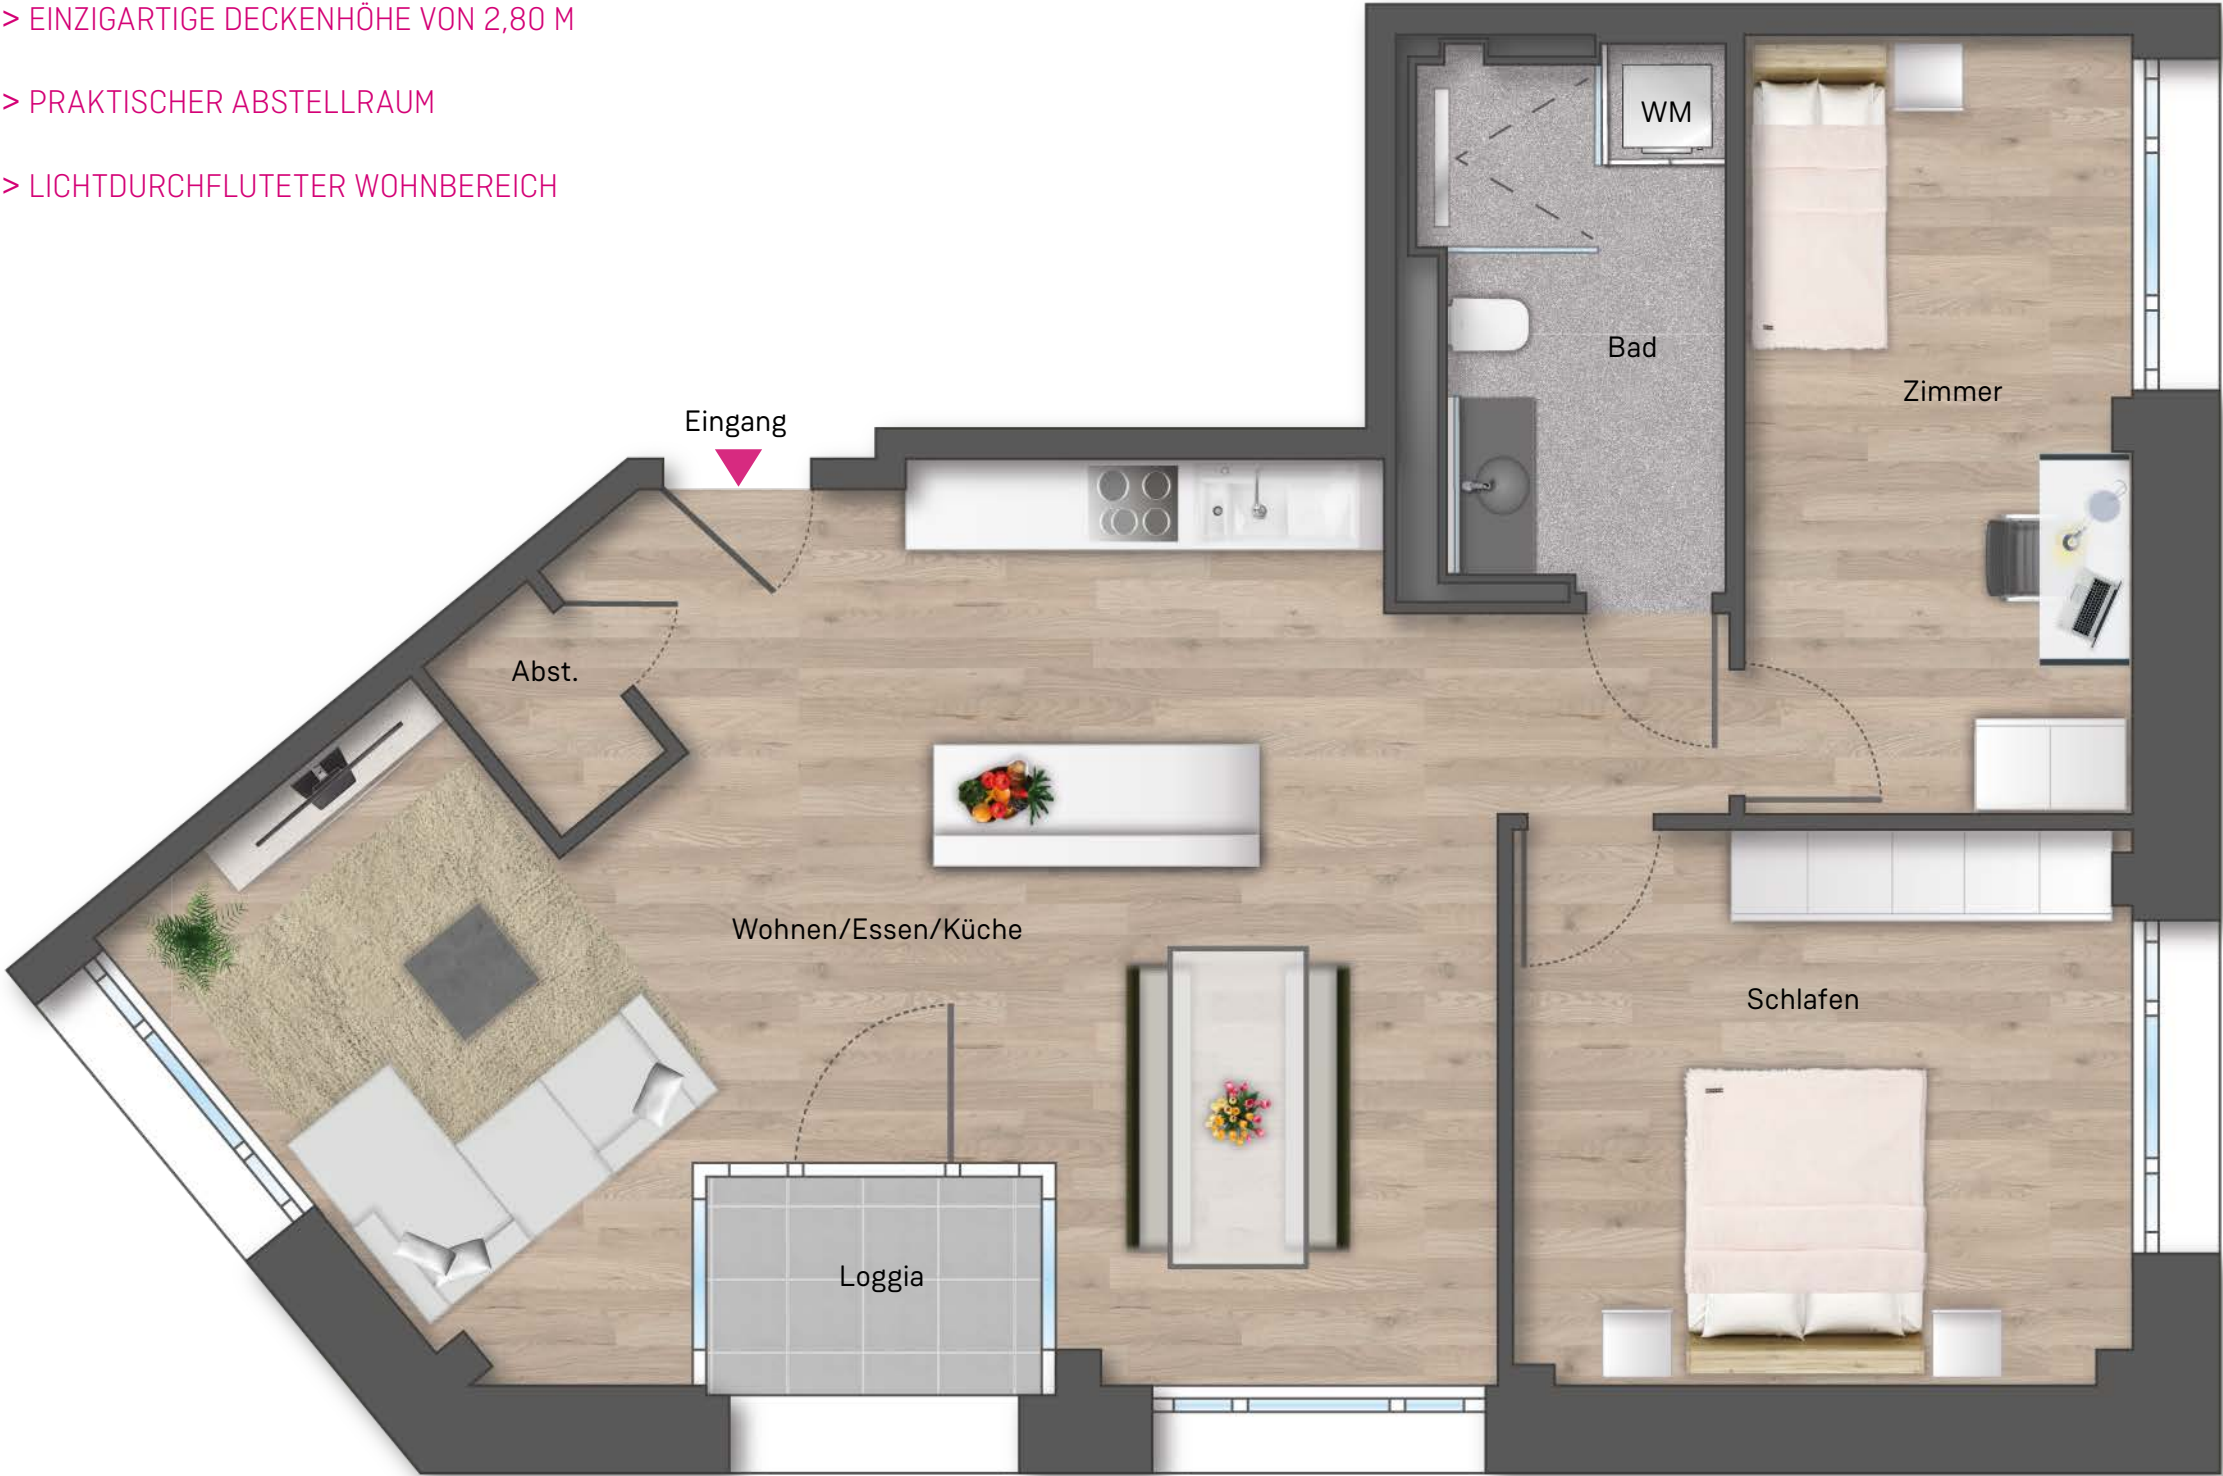 > EINZIGARTIGE DECKENHÖHE VON 2,80 M
> PRAKTISCHER ABSTELLRAUM
> LICHTDURCHFLUTETER WOHNBEREICH
WM
Bad
Zimmer
Eingang
Abst.
Wohnen/Essen/Küche
Schlafen
Loggia